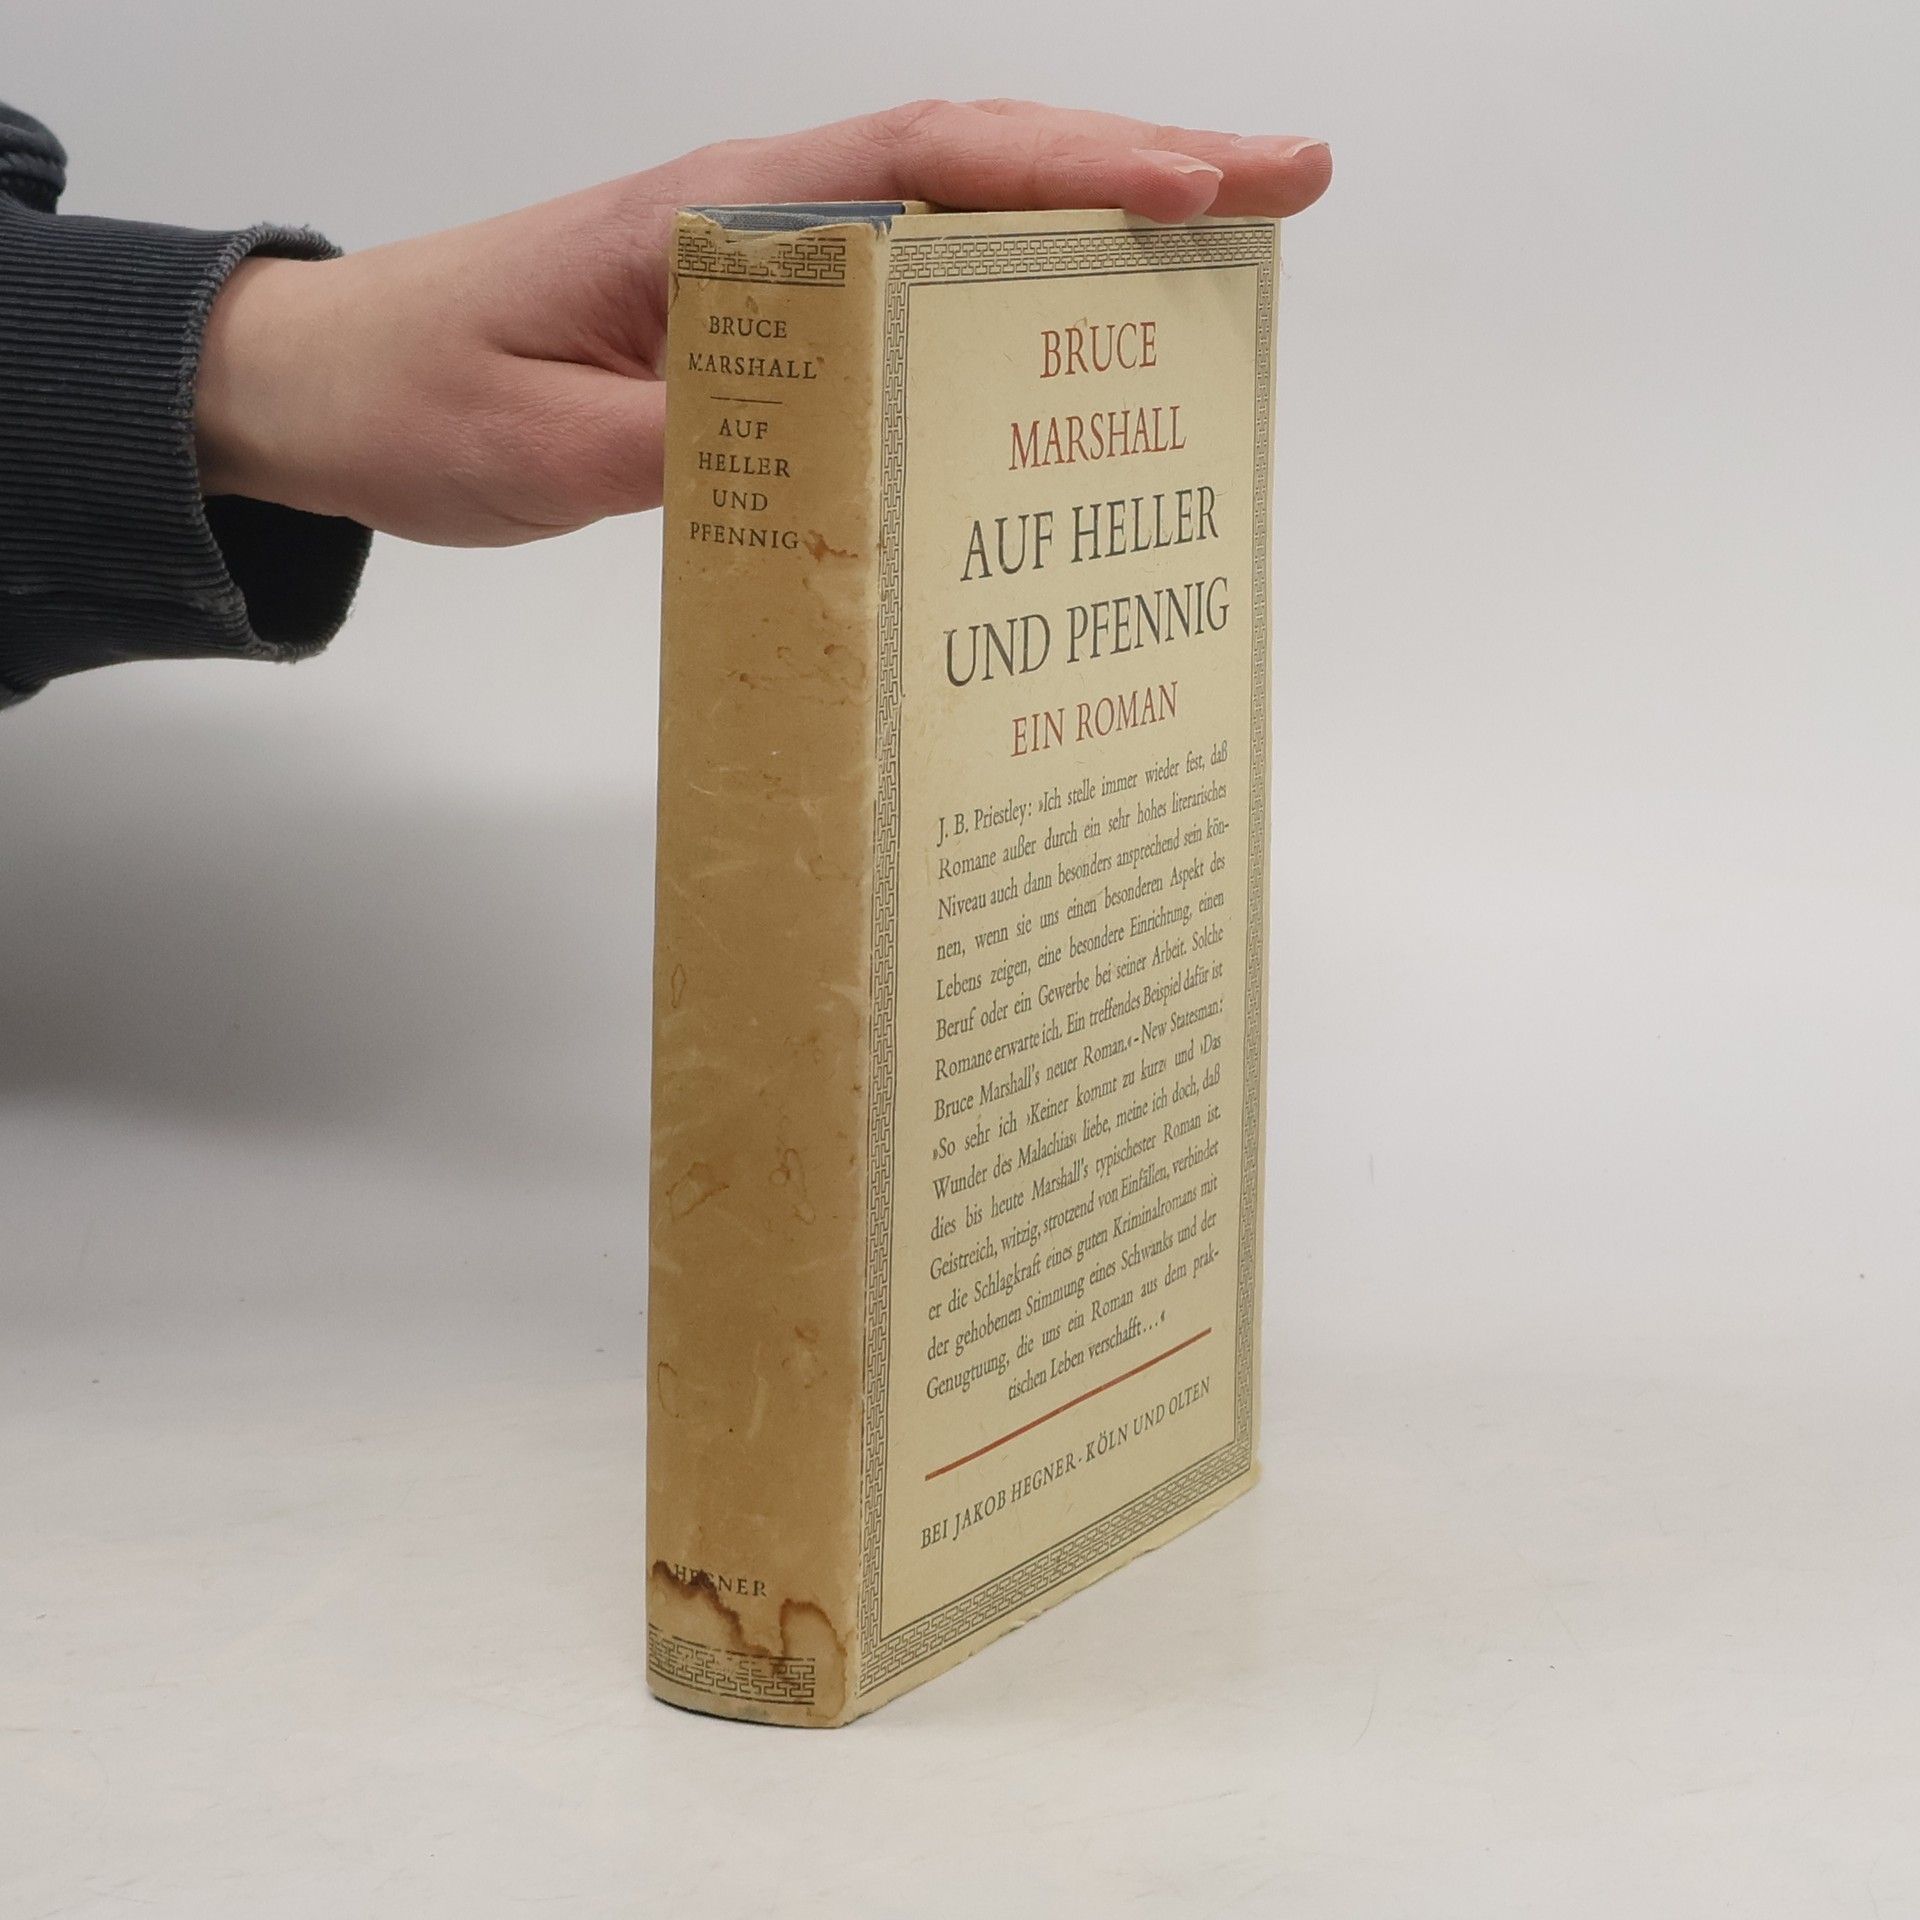 BRUCE
MARSHALL
AUF
HELLER
UND
PFENNIG
HEGNER
BRUCE
MARSHALL
AUF HELLER
UND PFENNIG
EIN ROMAN
J. B. Priestley: »Ich stelle immer wieder fest, daß
Romane außer durch ein sehr hohes literarisches
Niveau auch dann besonders ansprechend sein kön-
nen, wenn sie uns einen besonderen Aspekt des
Lebens zeigen, eine besondere Einrichtung, einen
Beruf oder ein Gewerbe bei seiner Arbeit. Solche
Romane erwarte ich. Ein treffendes Beispiel dafür ist
Bruce Marshall's neuer Roman.« - New Statesman:
»So sehr ich ›Keiner kommt zu kurz‹ und ›Das
Wunder des Malachias‹ liebe, meine ich doch, daß
dies bis heute Marshall's typischester Roman ist.
Geistreich, witzig, strotzend von Einfällen, verbindet
er die Schlagkraft eines guten Kriminalromans mit
der gehobenen Stimmung eines Schwanks und der
Genugtuung, die uns ein Roman aus dem prak-
tischen Leben verschafft...«
BEI JAKOB HEGNER · KÖLN UND OLTEN